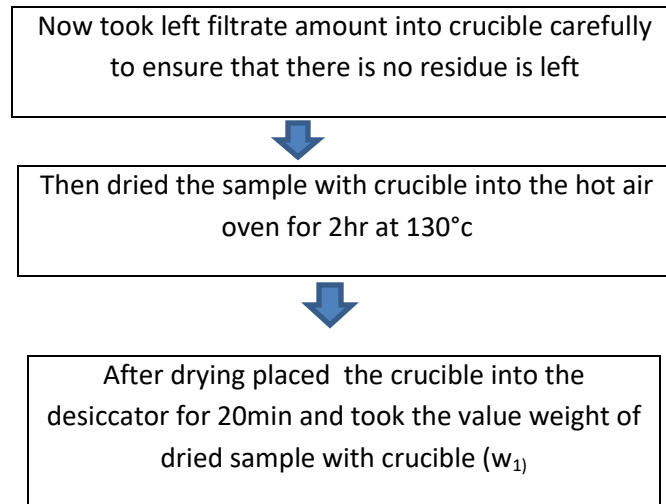 Now took left filtrate amount into crucible carefully
to ensure that there is no residue is left
Then dried the sample with crucible into the hot air
oven for 2hr at 130°c
After drying placed  the crucible into the
desiccator for 20min and took the value weight of
dried sample with crucible (w₁₎